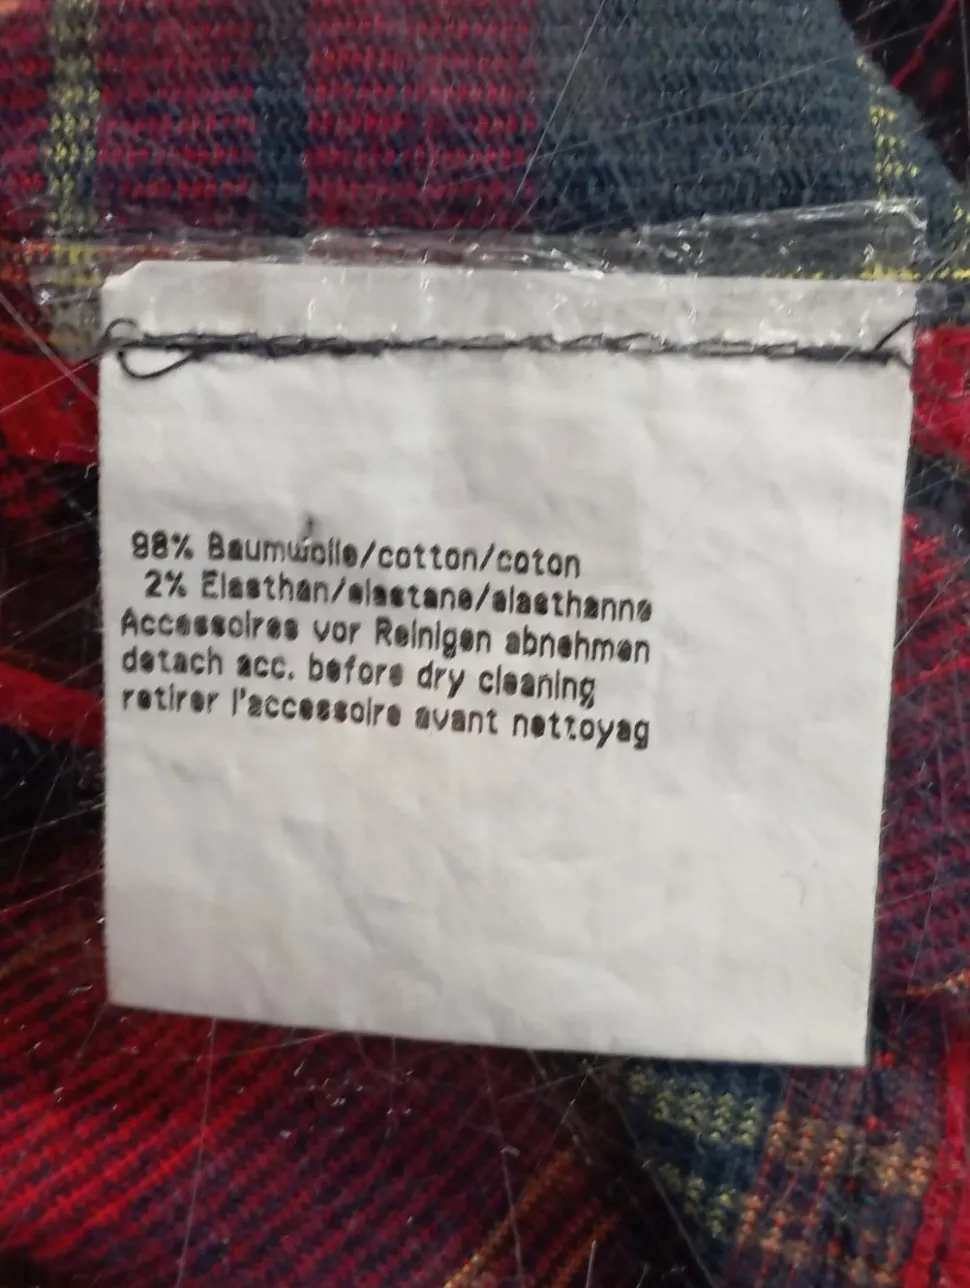 98% Baumwolle/cotton/coton
2% Elasthan/elastane/elasthanne
Accessoires vor Reinigen abnehmen
detach acc. before dry cleaning
retirer l'accessoire avant nettoyag